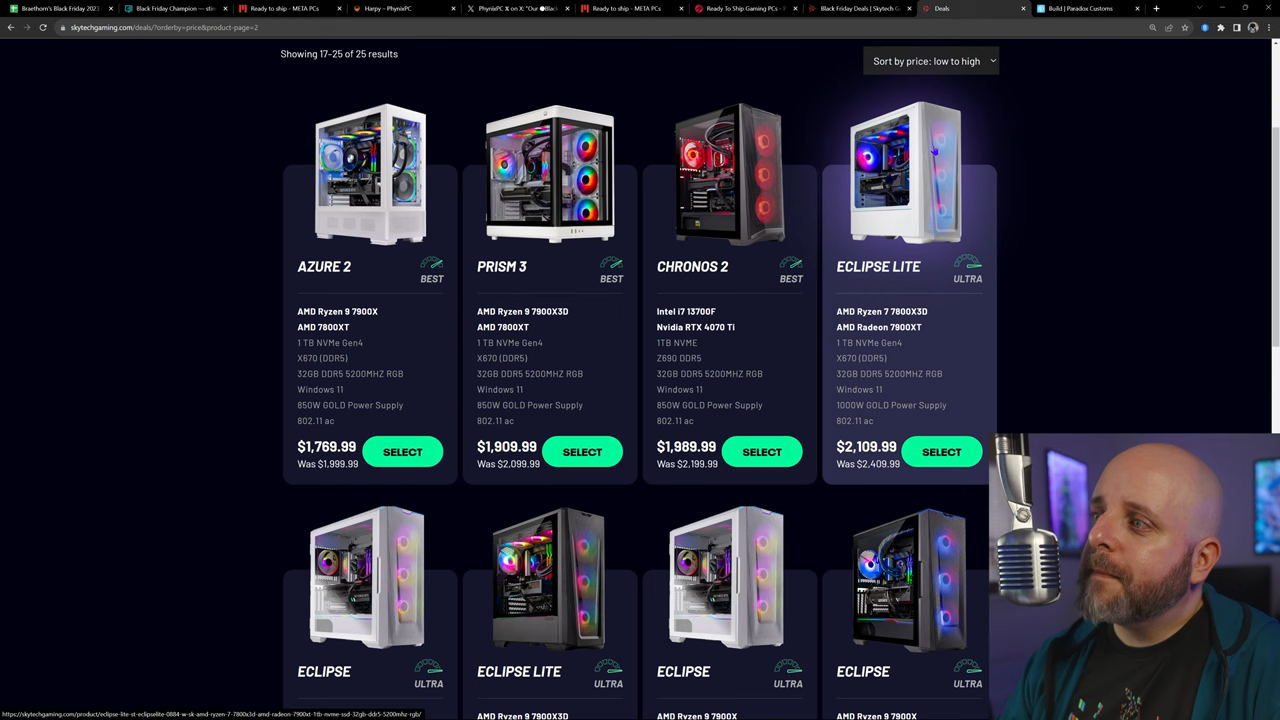 Braethorn's Black Friday 2023
Black Friday Champion — stin
Ready to ship – META PCs
Harpy – PhynixPC
PhynixPC X on X: "Our Black
Ready to ship – META PCs
Ready To Ship Gaming PCs –
Black Friday Deals | Skytech G
Deals
Build | Paradox Customs
skytechgaming.com/deals/?orderby=price&product-page=2
Showing 17–25 of 25 results
Sort by price: low to high
AZURE 2
BEST
AMD Ryzen 9 7900X
AMD 7800XT
1 TB NVMe Gen4
X670 (DDR5)
32GB DDR5 5200MHZ RGB
Windows 11
850W GOLD Power Supply
802.11 ac
$1,769.99
Was $1,999.99
SELECT
PRISM 3
BEST
AMD Ryzen 9 7900X3D
AMD 7800XT
1 TB NVMe Gen4
X670 (DDR5)
32GB DDR5 5200MHZ RGB
Windows 11
850W GOLD Power Supply
802.11 ac
$1,909.99
Was $2,099.99
SELECT
CHRONOS 2
BEST
Intel i7 13700F
Nvidia RTX 4070 Ti
1TB NVME
Z690 DDR5
32GB DDR5 5200MHZ RGB
Windows 11
850W GOLD Power Supply
802.11 ac
$1,989.99
Was $2,199.99
SELECT
ECLIPSE LITE
ULTRA
AMD Ryzen 7 7800X3D
AMD Radeon 7900XT
1 TB NVMe Gen4
X670 (DDR5)
32GB DDR5 5200MHZ RGB
Windows 11
1000W GOLD Power Supply
802.11 ac
$2,109.99
Was $2,409.99
SELECT
ECLIPSE
ULTRA
ECLIPSE LITE
ULTRA
ECLIPSE
ULTRA
ECLIPSE
ULTRA
AMD Ryzen 9 7900X3D
AMD Ryzen 9 7900X
https://skytechgaming.com/product/eclipse-lite-st-eclipselite-0884-w-sk-amd-ryzen-7-7800x3d-amd-radeon-7900xt-1tb-nvme-ssd-32gb-ddr5-5200mhz-rgb/